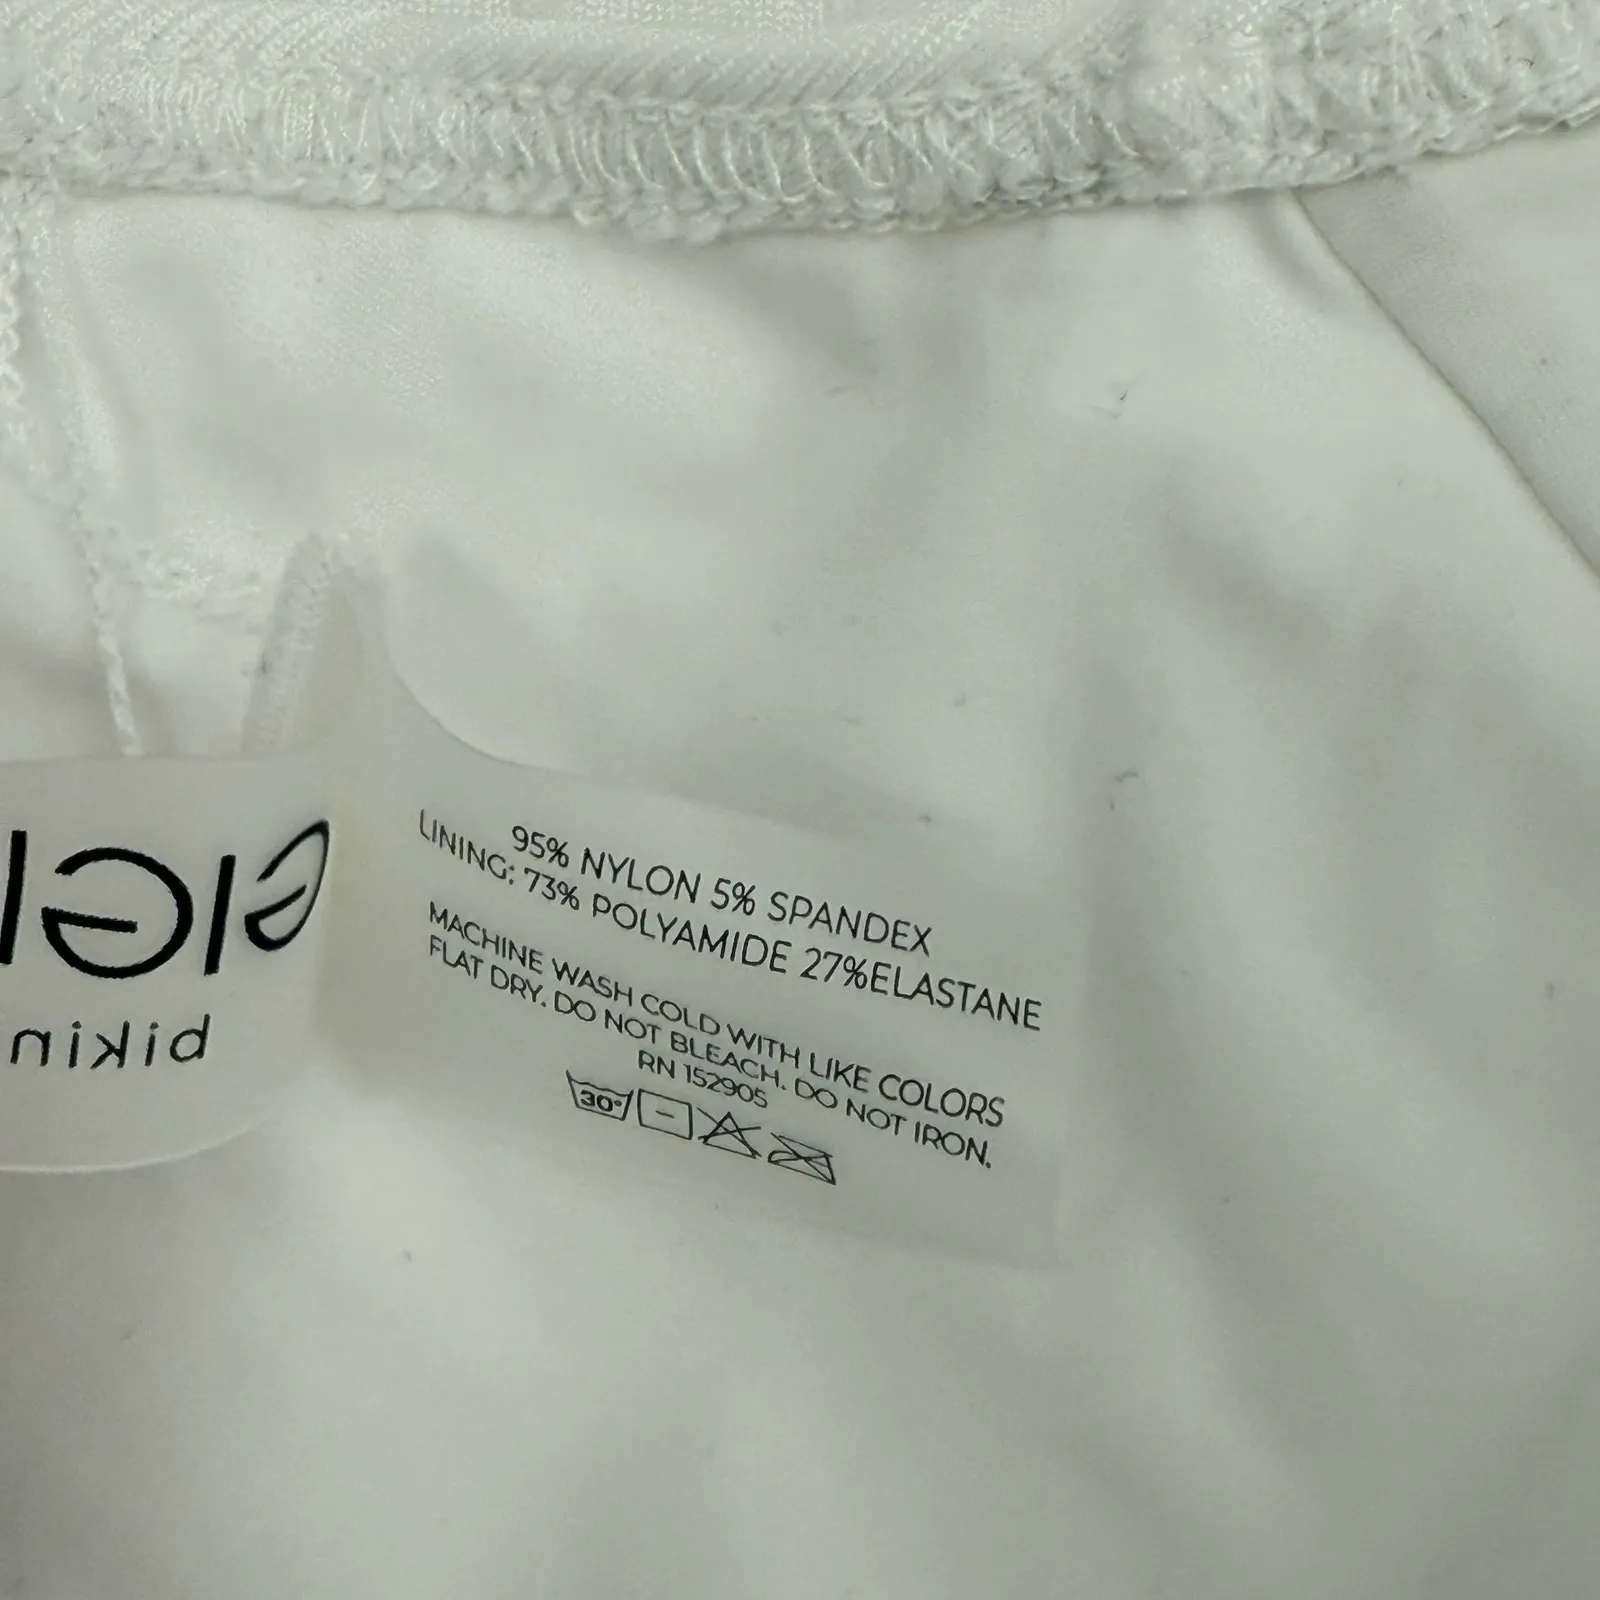 95% NYLON 5% SPANDEX
LINING: 73% POLYAMIDE 27%ELASTANE
MACHINE WASH COLD WITH LIKE COLORS
FLAT DRY. DO NOT BLEACH. DO NOT IRON.
RN 152905
30°
bikin